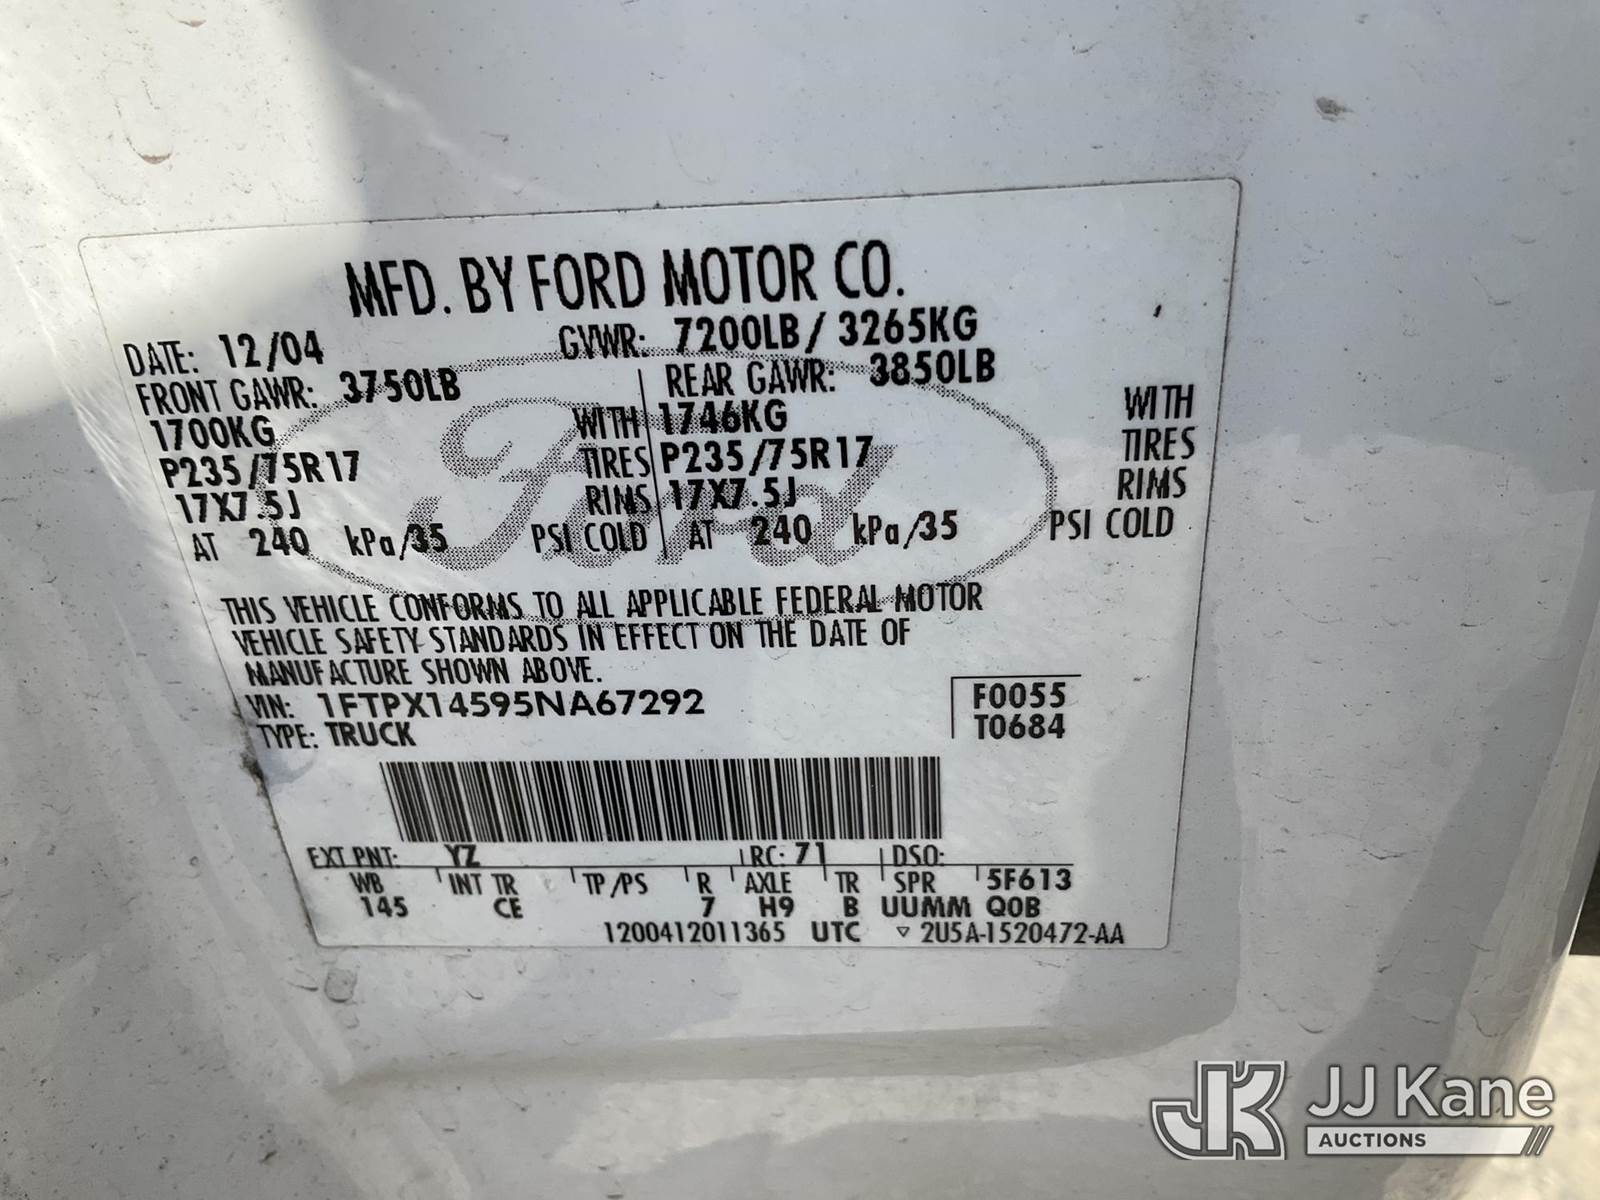 MFD. BY FORD MOTOR CO.
DATE: 12/04 GVWR: 7200LB / 3265KG
FRONT GAWR: 3750LB REAR GAWR: 3850LB
1700KG WITH 1746KG WITH
P235/75R17 TIRES P235/75R17 TIRES
17X7.5J RIMS 17X7.5J RIMS
AT 240 kPa/35 PSI COLD AT 240 kPa/35 PSI COLD
Ford
THIS VEHICLE CONFORMS TO ALL APPLICABLE FEDERAL MOTOR
VEHICLE SAFETY STANDARDS IN EFFECT ON THE DATE OF
MANUFACTURE SHOWN ABOVE.
VIN: 1FTPX14595NA67292 F0055
TYPE: TRUCK T0684
EXT PNT: YZ RC: 71 DSO:
WB INT TR TP/PS R AXLE TR SPR 5F613
145 CE 7 H9 B UUMM Q0B
1200412011365 UTC ▽ 2U5A-1520472-AA
JK JJ Kane
AUCTIONS